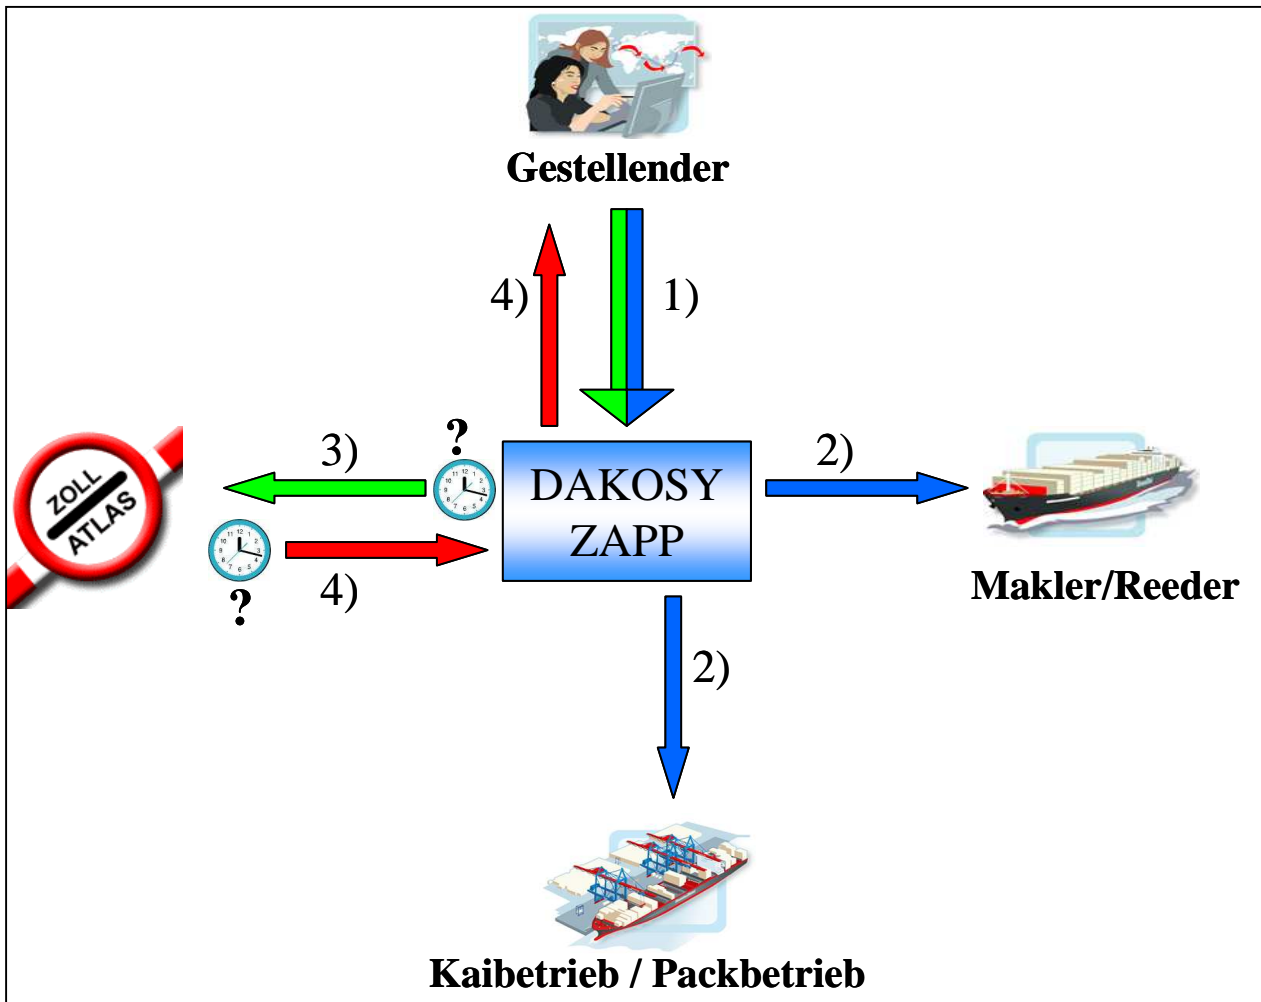 Gestellender
4)
1)
?
3)
2)
DAKOSY
ZAPP
ZOLL
ATLAS
4)
?
Makler/Reeder
2)
Kaibetrieb / Packbetrieb